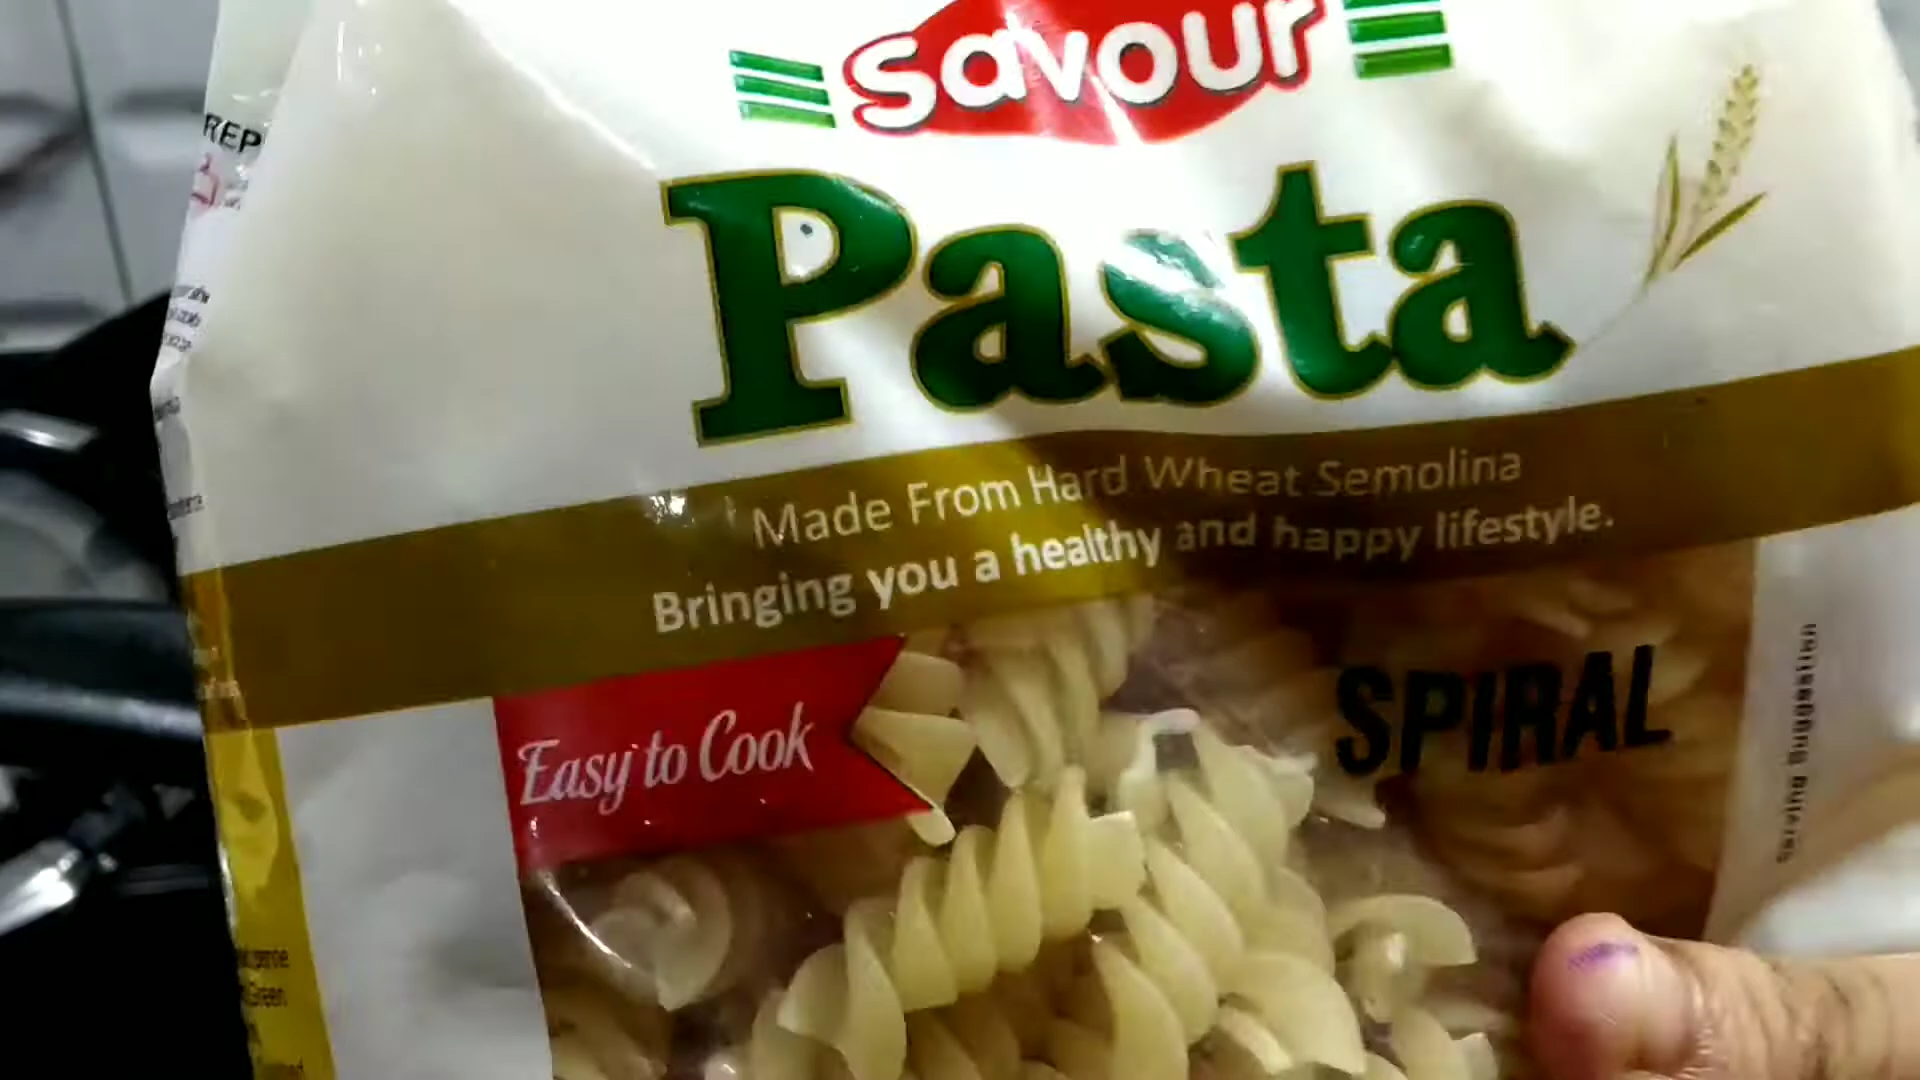 Savour
Pasta
Made From Hard Wheat Semolina
Bringing you a healthy and happy lifestyle.
Easy to Cook
SPIRAL
Serving Suggestion
REP
Green